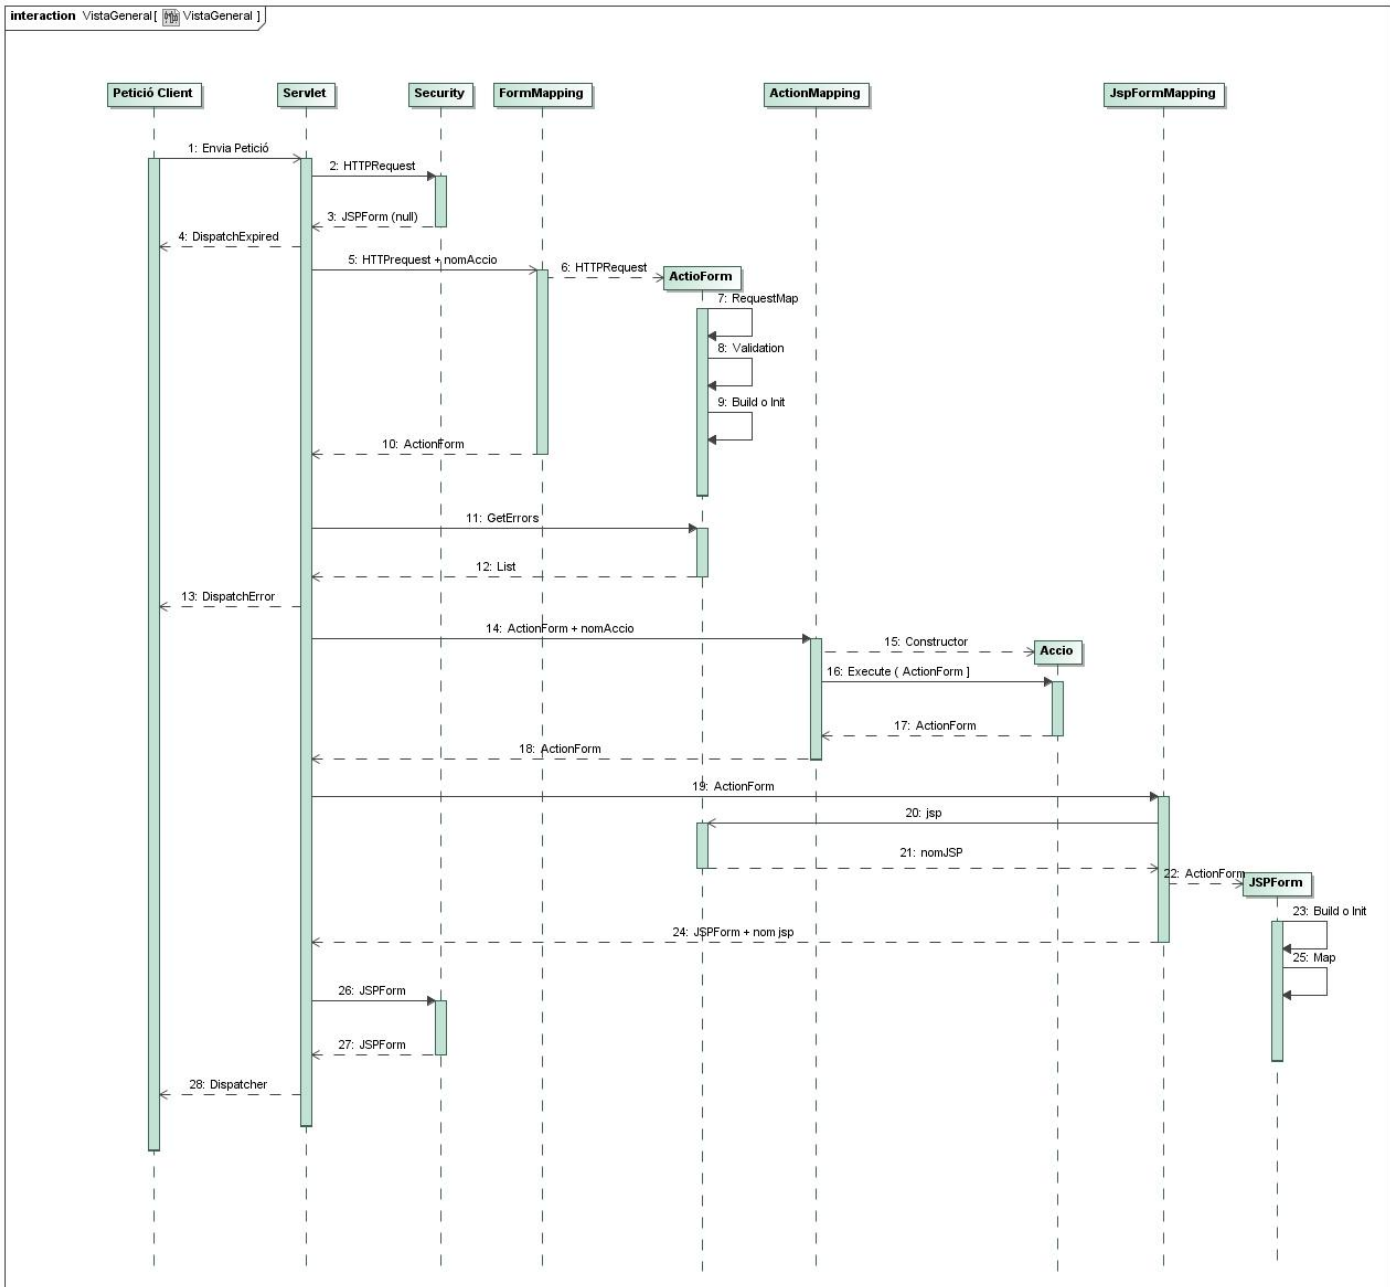 interaction VistaGeneral[ VistaGeneral ]
Petició Client
Servlet
Security
FormMapping
ActionMapping
JspFormMapping
1: Envia Petició
2: HTTPRequest
3: JSPForm (null)
4: DispatchExpired
5: HTTPrequest + nomAccio
6: HTTPRequest
ActioForm
7: RequestMap
8: Validation
9: Build o Init
10: ActionForm
11: GetErrors
12: List
13: DispatchError
14: ActionForm + nomAccio
15: Constructor
Accio
16: Execute ( ActionForm ]
17: ActionForm
18: ActionForm
19: ActionForm
20: jsp
21: nomJSP
22: ActionForm
JSPForm
23: Build o Init
24: JSPForm + nom jsp
25: Map
26: JSPForm
27: JSPForm
28: Dispatcher